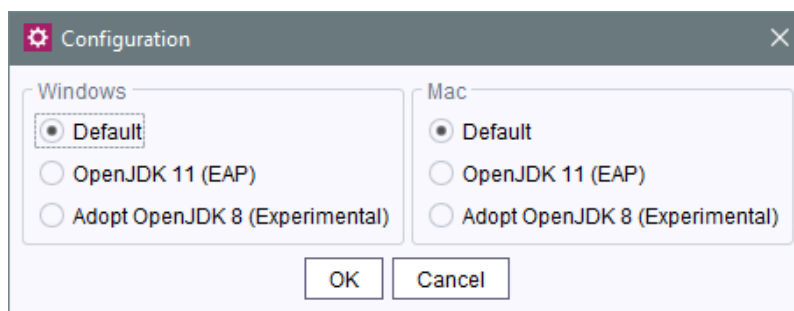 Configuration
Windows
Default
OpenJDK 11 (EAP)
Adopt OpenJDK 8 (Experimental)
Mac
Default
OpenJDK 11 (EAP)
Adopt OpenJDK 8 (Experimental)
OK
Cancel